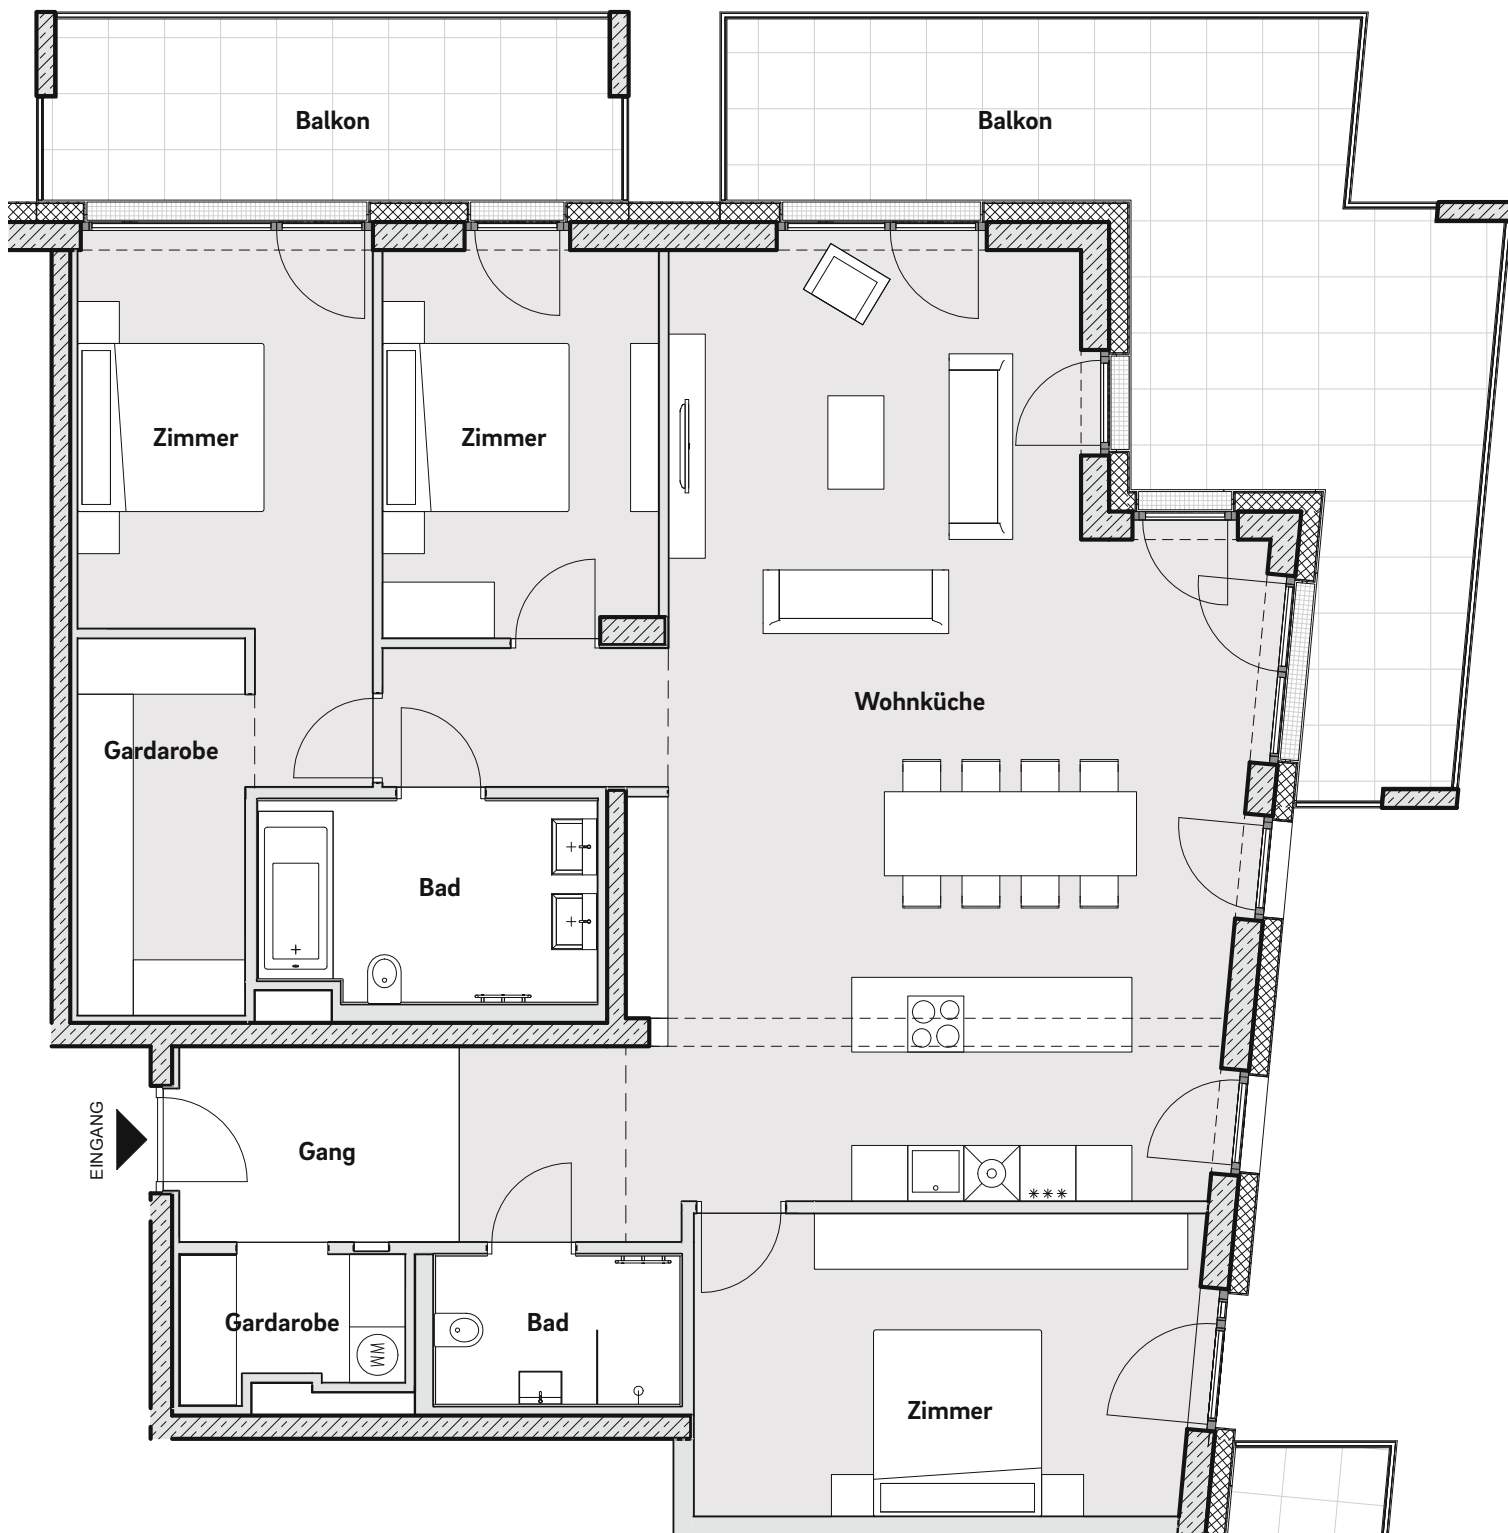 Balkon
Balkon
Zimmer
Zimmer
Wohnküche
Gardarobe
Bad
EINGANG
Gang
***
Gardarobe
WM
Bad
Zimmer